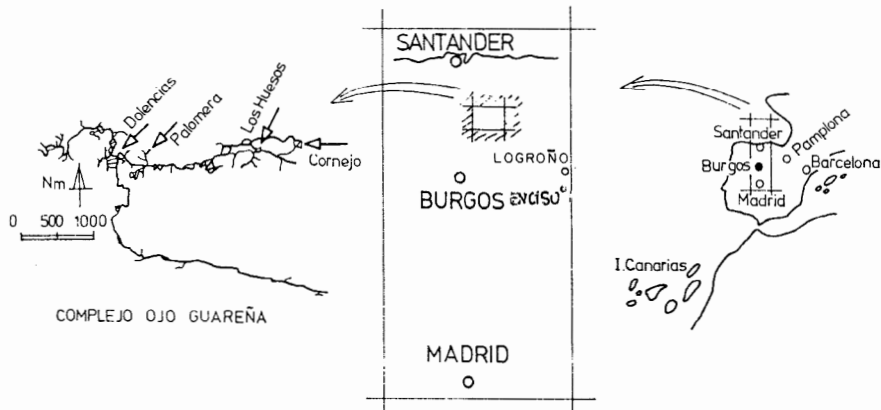 Dolencias
Palomera
Los Huesos
Cornejo
Nm
0 500 1000
COMPLEJO OJO GUAREÑA
SANTANDER
LOGROÑO
BURGOS
MADRID
Santander
Pamplona
Burgos
Barcelona
Madrid
I.Canarias